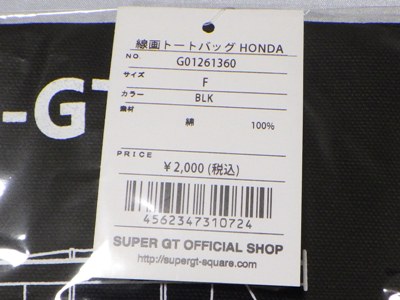 線画トートバッグ HONDA
NO. G01261360
サイズ F
カラー BLK
素材 綿 100%
PRICE
￥2,000 (税込)
4562347310724
SUPER GT OFFICIAL SHOP
http://supergt-square.com/
-GT